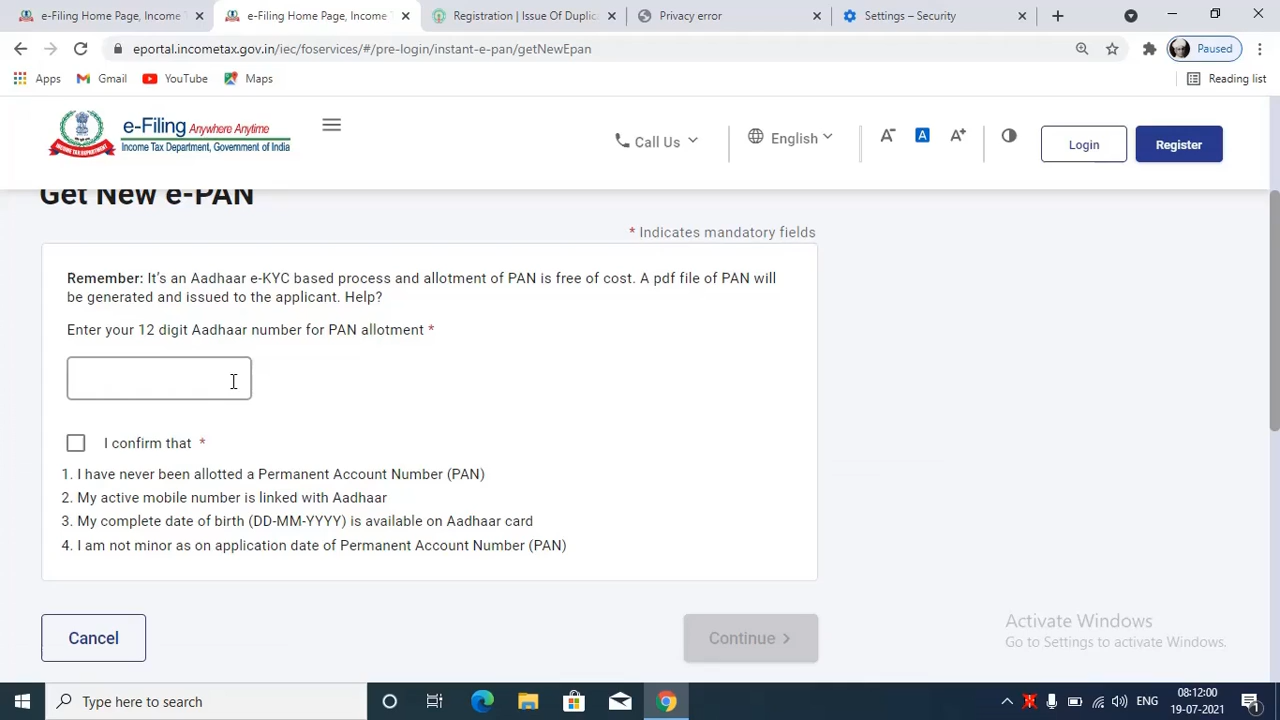 e-Filing Home Page, Income T
e-Filing Home Page, Income T
Registration | Issue Of Duplic
Privacy error
Settings – Security
eportal.incometax.gov.in/iec/foservices/#/pre-login/instant-e-pan/getNewEpan
Paused
Apps
Gmail
YouTube
Maps
Reading list
e-Filing Anywhere Anytime
Income Tax Department, Government of India
Call Us
English
A-
A
A+
Login
Register
Get New e-PAN
* Indicates mandatory fields
Remember: It's an Aadhaar e-KYC based process and allotment of PAN is free of cost. A pdf file of PAN will
be generated and issued to the applicant. Help?
Enter your 12 digit Aadhaar number for PAN allotment *
I confirm that *
1. I have never been allotted a Permanent Account Number (PAN)
2. My active mobile number is linked with Aadhaar
3. My complete date of birth (DD-MM-YYYY) is available on Aadhaar card
4. I am not minor as on application date of Permanent Account Number (PAN)
Cancel
Continue >
Activate Windows
Go to Settings to activate Windows.
Type here to search
ENG
08:12:00
19-07-2021
1